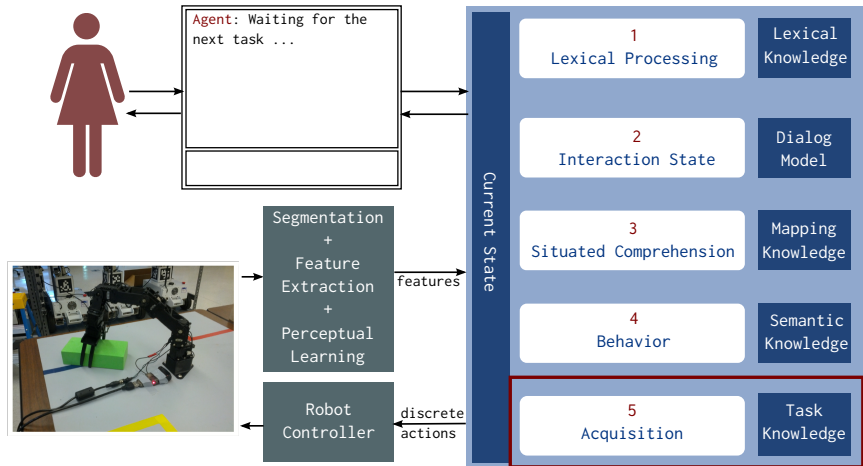 Agent: Waiting for the
next task ...
Segmentation
+
Feature
Extraction
+
Perceptual
Learning
features
Robot
Controller
discrete
actions
Current State
1
Lexical Processing
Lexical
Knowledge
2
Interaction State
Dialog
Model
3
Situated Comprehension
Mapping
Knowledge
4
Behavior
Semantic
Knowledge
5
Acquisition
Task
Knowledge